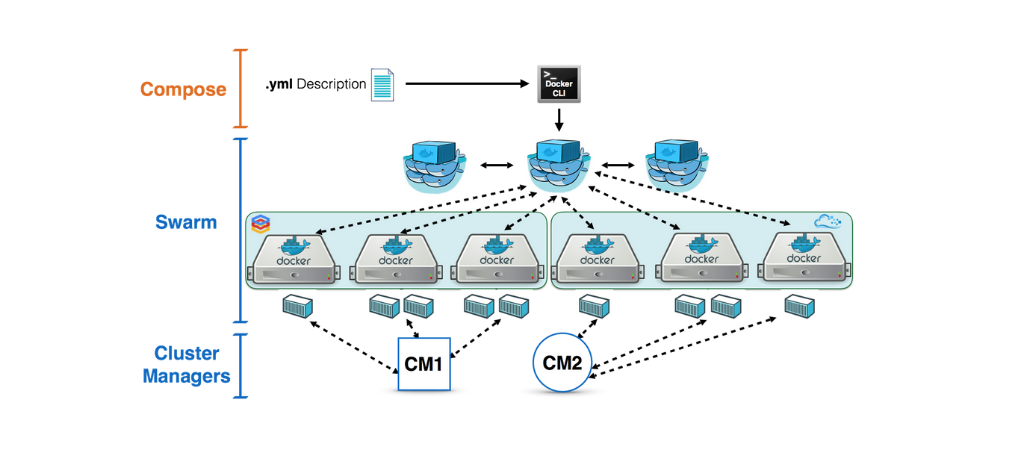 Compose
.yml Description
>_
Docker
CLI
Swarm
docker
docker
docker
docker
docker
docker
Cluster
Managers
CM1
CM2